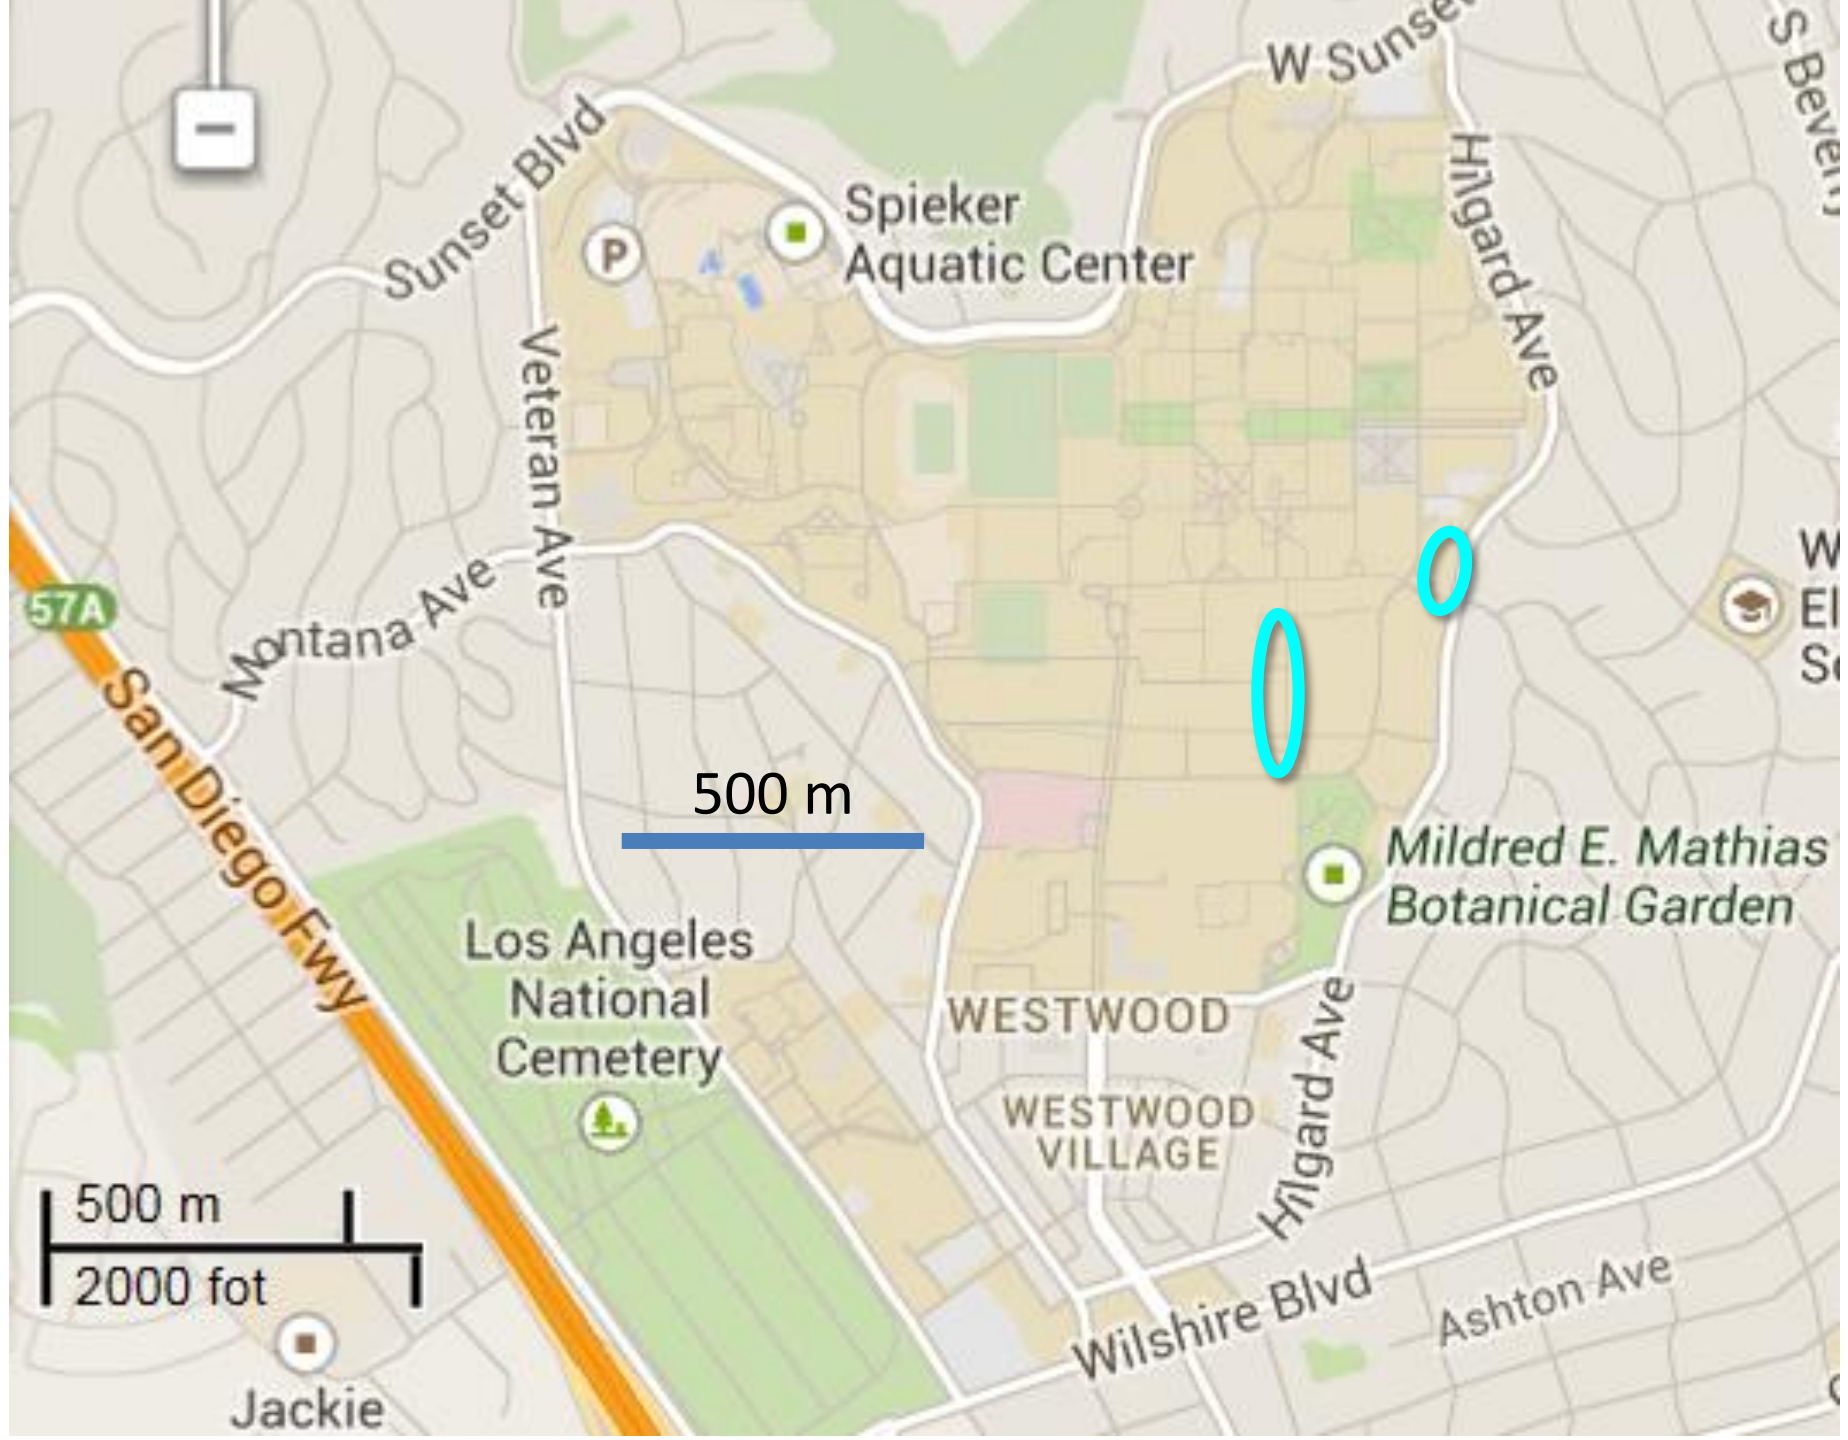 W Sunset
S Beverly
Sunset Blvd
Hilgard Ave
Spieker
Aquatic Center
P
Veteran Ave
57A
Montana Ave
W
El
Se
San Diego Fwy
500 m
Mildred E. Mathias
Botanical Garden
Los Angeles
National
Cemetery
WESTWOOD
Hilgard Ave
WESTWOOD
VILLAGE
500 m
2000 fot
Wilshire Blvd
Ashton Ave
Jackie